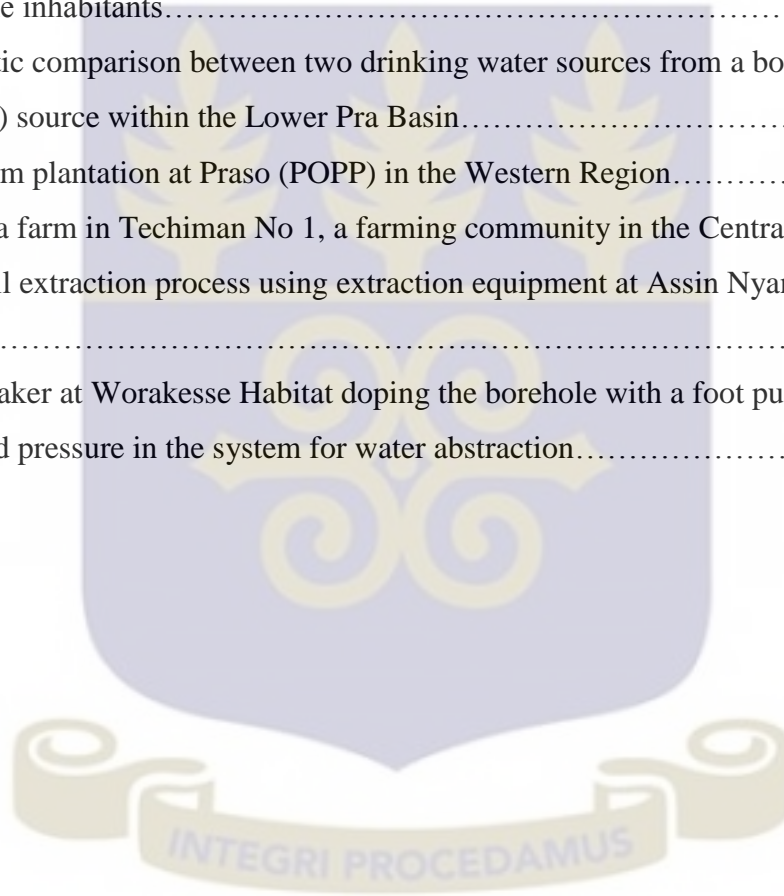 e inhabitants……………………………………………………………
tic comparison between two drinking water sources from a bo
) source within the Lower Pra Basin……………………………
m plantation at Praso (POPP) in the Western Region…………
a farm in Techiman No 1, a farming community in the Centra
l extraction process using extraction equipment at Assin Nyan
………………………………………………………………………
aker at Worakesse Habitat doping the borehole with a foot pu
d pressure in the system for water abstraction…………………
INTEGRI PROCEDAMUS